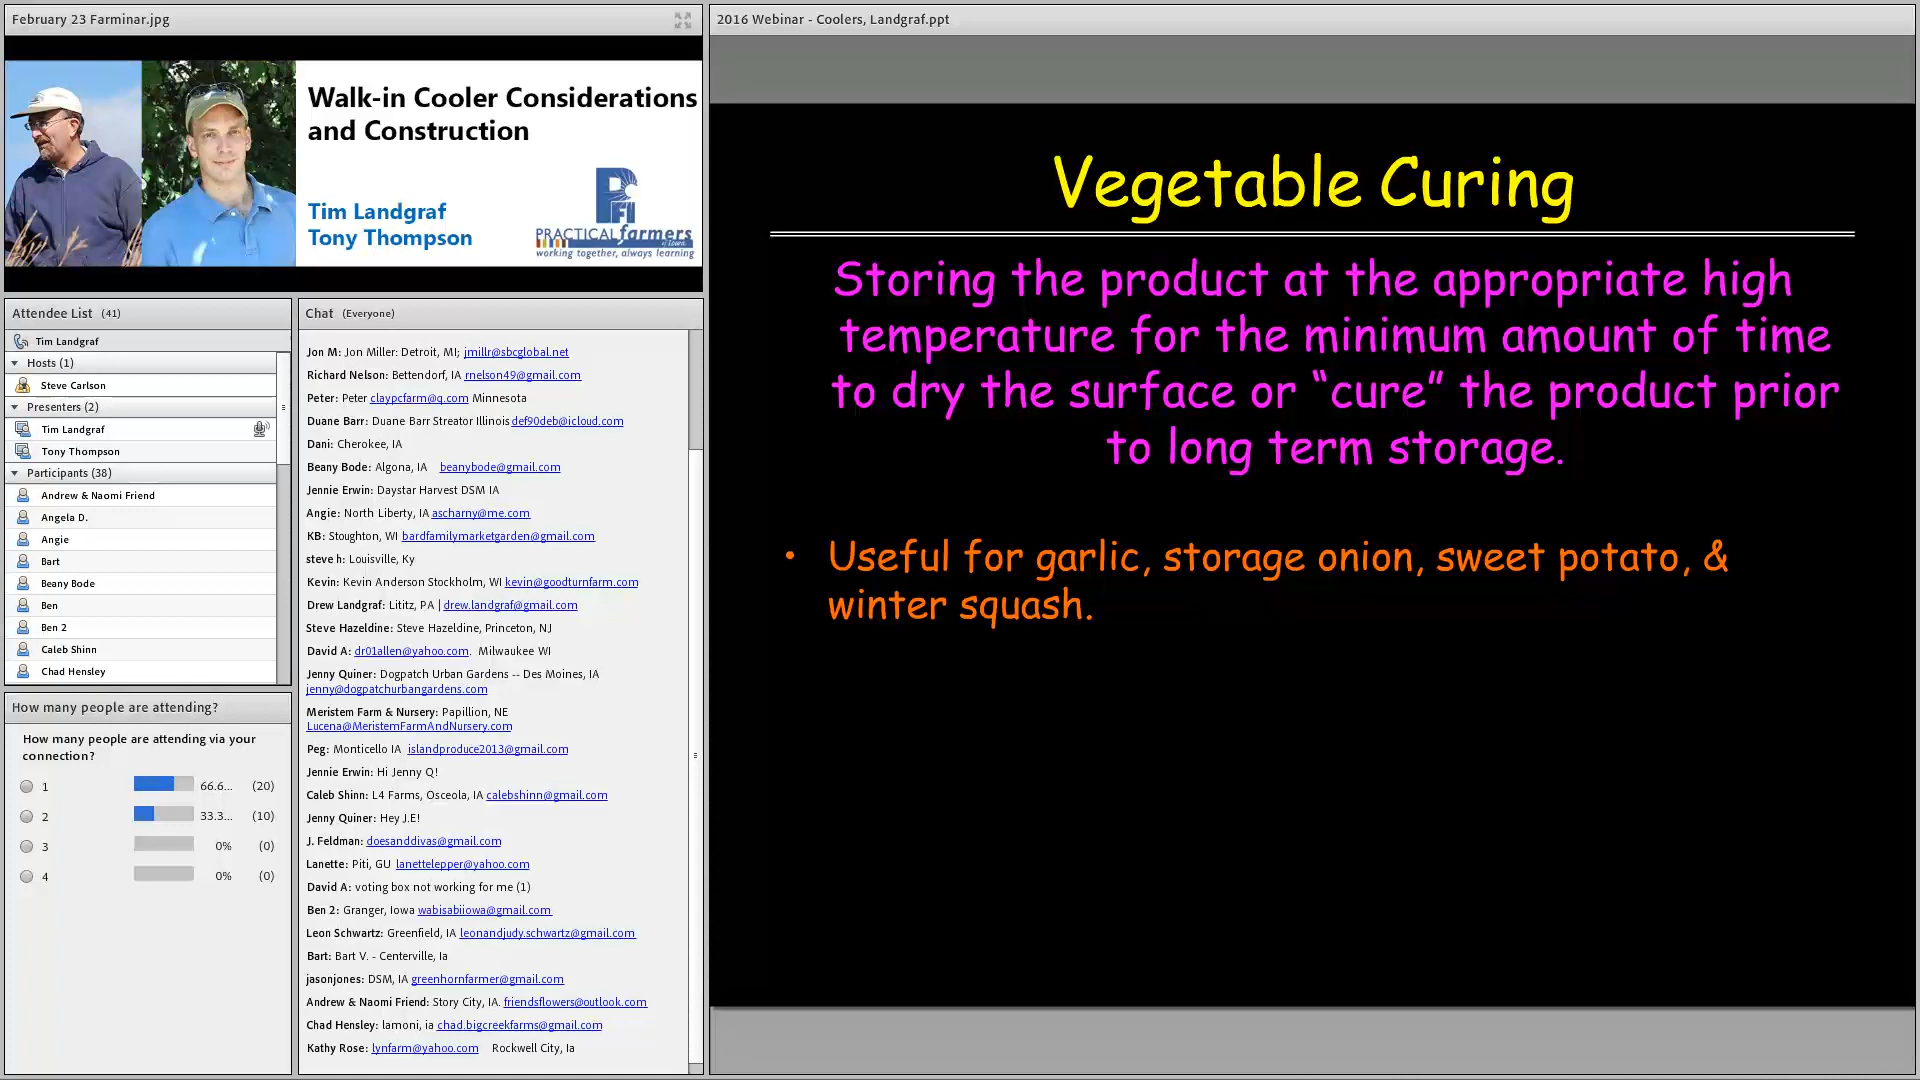 February 23 Farminar.jpg
Walk-in Cooler Considerations
and Construction
Tim Landgraf
Tony Thompson
PFI
PRACTICAL farmers
of Iowa
working together, always learning
Attendee List (41)
Tim Landgraf
Hosts (1)
Steve Carlson
Presenters (2)
Tim Landgraf
Tony Thompson
Participants (38)
Andrew & Naomi Friend
Angela D.
Angie
Bart
Beany Bode
Ben
Ben 2
Caleb Shinn
Chad Hensley
How many people are attending?
How many people are attending via your
connection?
1 66.6... (20)
2 33.3... (10)
3 0% (0)
4 0% (0)
Chat (Everyone)
Jon M: Jon Miller: Detroit, MI; jmillr@sbcglobal.net
Richard Nelson: Bettendorf, IA rnelson49@gmail.com
Peter: Peter claypcfarm@q.com Minnesota
Duane Barr: Duane Barr Streator Illinois def90deb@icloud.com
Dani: Cherokee, IA
Beany Bode: Algona, IA beanybode@gmail.com
Jennie Erwin: Daystar Harvest DSM IA
Angie: North Liberty, IA ascharny@me.com
KB: Stoughton, WI bardfamilymarketgarden@gmail.com
steve h: Louisville, Ky
Kevin: Kevin Anderson Stockholm, WI kevin@goodturnfarm.com
Drew Landgraf: Lititz, PA | drew.landgraf@gmail.com
Steve Hazeldine: Steve Hazeldine, Princeton, NJ
David A: dr01allen@yahoo.com. Milwaukee WI
Jenny Quiner: Dogpatch Urban Gardens -- Des Moines, IA
jenny@dogpatchurbangardens.com
Meristem Farm & Nursery: Papillion, NE
Lucena@MeristemFarmAndNursery.com
Peg: Monticello IA islandproduce2013@gmail.com
Jennie Erwin: Hi Jenny Q!
Caleb Shinn: L4 Farms, Osceola, IA calebshinn@gmail.com
Jenny Quiner: Hey J.E!
J. Feldman: doesanddivas@gmail.com
Lanette: Piti, GU lanettelepper@yahoo.com
David A: voting box not working for me (1)
Ben 2: Granger, Iowa wabisabiiowa@gmail.com
Leon Schwartz: Greenfield, IA leonandjudy.schwartz@gmail.com
Bart: Bart V. - Centerville, Ia
jasonjones: DSM, IA greenhornfarmer@gmail.com
Andrew & Naomi Friend: Story City, IA. friendsflowers@outlook.com
Chad Hensley: lamoni, ia chad.bigcreekfarms@gmail.com
Kathy Rose: lynfarm@yahoo.com Rockwell City, Ia
2016 Webinar - Coolers, Landgraf.ppt
Vegetable Curing
Storing the product at the appropriate high
temperature for the minimum amount of time
to dry the surface or “cure” the product prior
to long term storage.
• Useful for garlic, storage onion, sweet potato, &
winter squash.